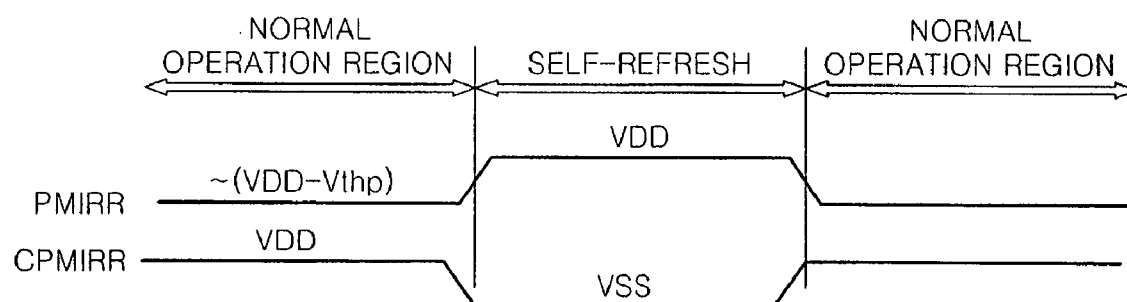 NORMAL
OPERATION REGION
SELF-REFRESH
NORMAL
OPERATION REGION
VDD
~(VDD-Vthp)
PMIRR
VDD
CPMIRR
VSS